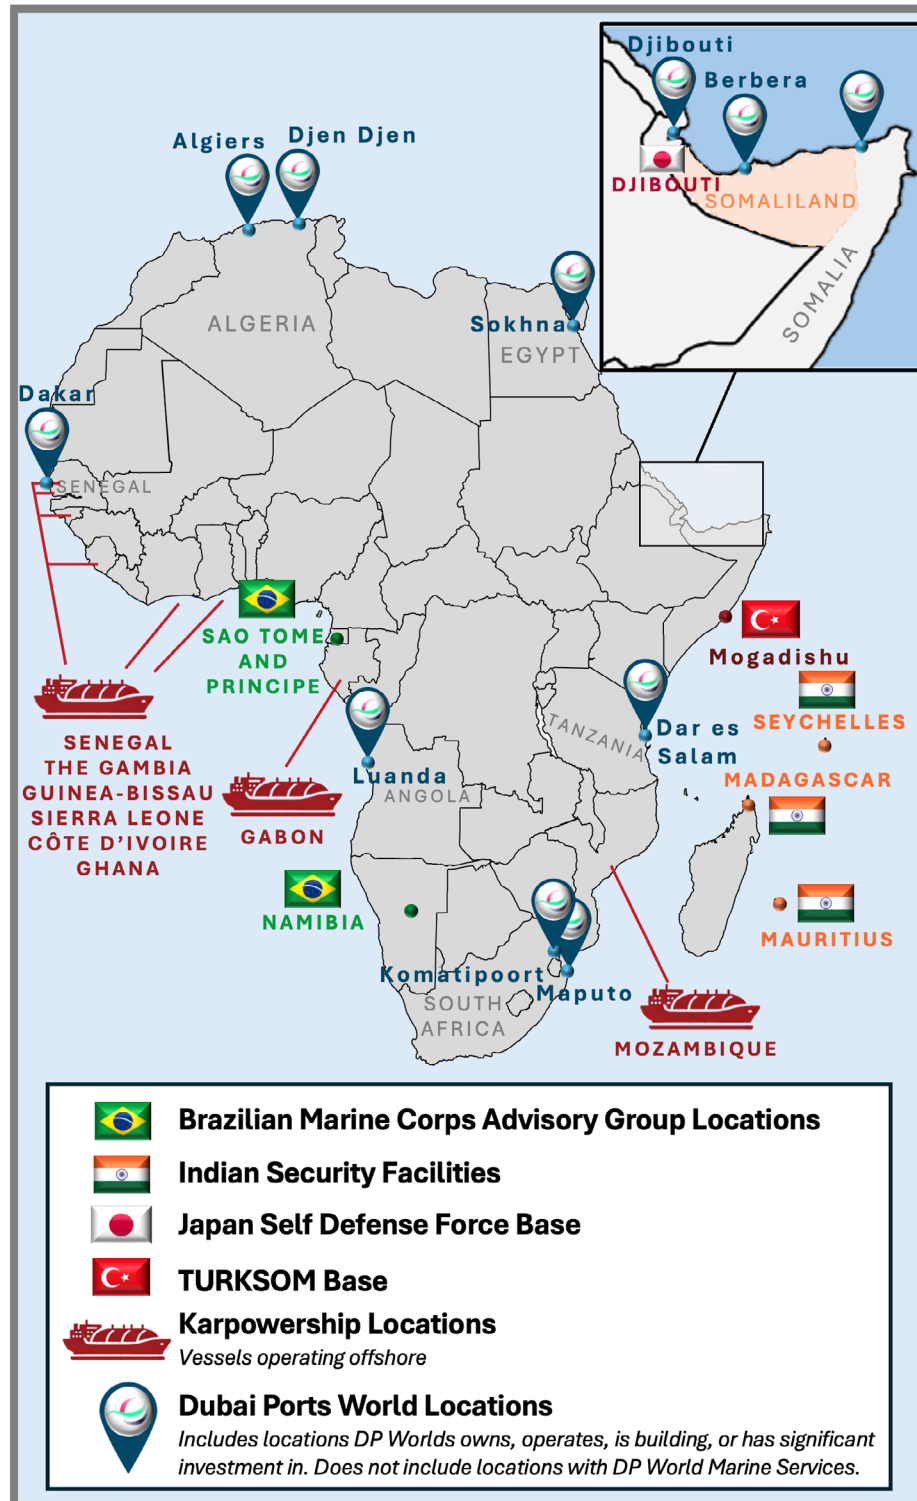 Djibouti
Berbera
DJIBOUTI
SOMALILAND
SOMALIA
Algiers
Djen Djen
ALGERIA
Sokhna
EGYPT
Dakar
SENEGAL
SAO TOME
AND
PRINCIPE
Mogadishu
SEYCHELLES
TANZANIA
Dar es
Salam
MADAGASCAR
SENEGAL
THE GAMBIA
GUINEA-BISSAU
SIERRA LEONE
CÔTE D’IVOIRE
GHANA
GABON
Luanda
ANGOLA
NAMIBIA
MAURITIUS
Komatipoort
Maputo
SOUTH
AFRICA
MOZAMBIQUE
Brazilian Marine Corps Advisory Group Locations
Indian Security Facilities
Japan Self Defense Force Base
TURKSOM Base
Karpowership Locations
Vessels operating offshore
Dubai Ports World Locations
Includes locations DP Worlds owns, operates, is building, or has significant
investment in. Does not include locations with DP World Marine Services.